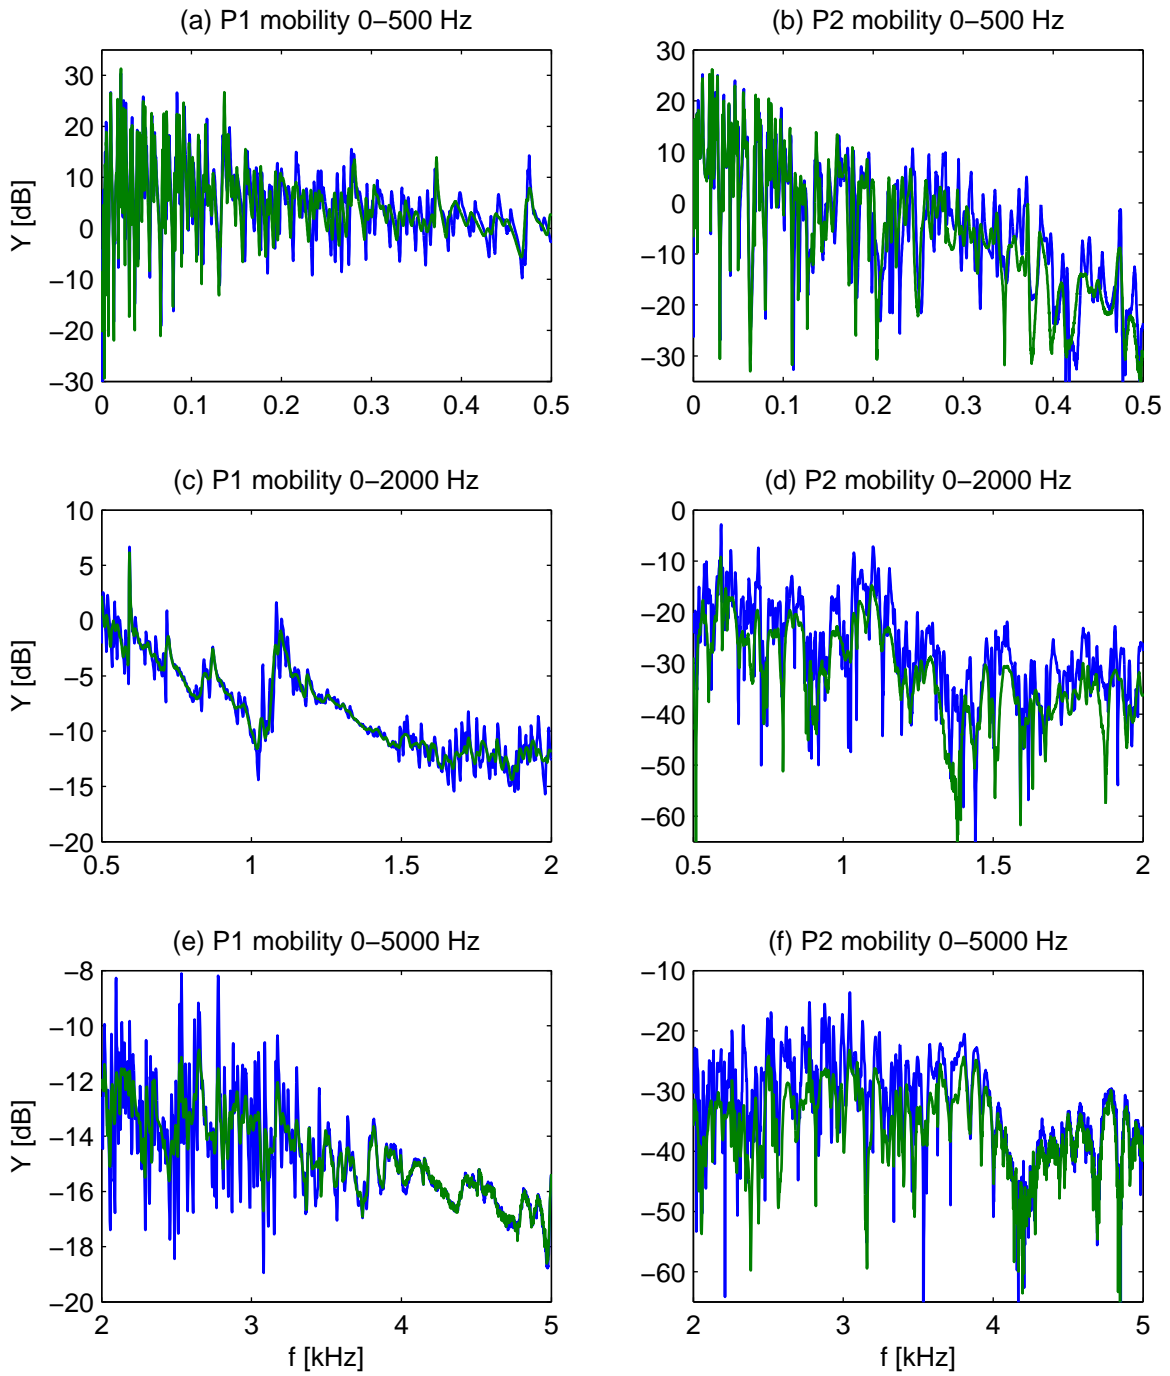 (a) P1 mobility 0–500 Hz
Y [dB]
30
20
10
0
−10
−20
−30
0 0.1 0.2 0.3 0.4 0.5
(b) P2 mobility 0–500 Hz
30
20
10
0
−10
−20
−30
0 0.1 0.2 0.3 0.4 0.5
(c) P1 mobility 0–2000 Hz
Y [dB]
10
5
0
−5
−10
−15
−20
0.5 1 1.5 2
(d) P2 mobility 0–2000 Hz
0
−10
−20
−30
−40
−50
−60
0.5 1 1.5 2
(e) P1 mobility 0–5000 Hz
Y [dB]
−8
−10
−12
−14
−16
−18
−20
2 3 4 5
f [kHz]
(f) P2 mobility 0–5000 Hz
−10
−20
−30
−40
−50
−60
2 3 4 5
f [kHz]